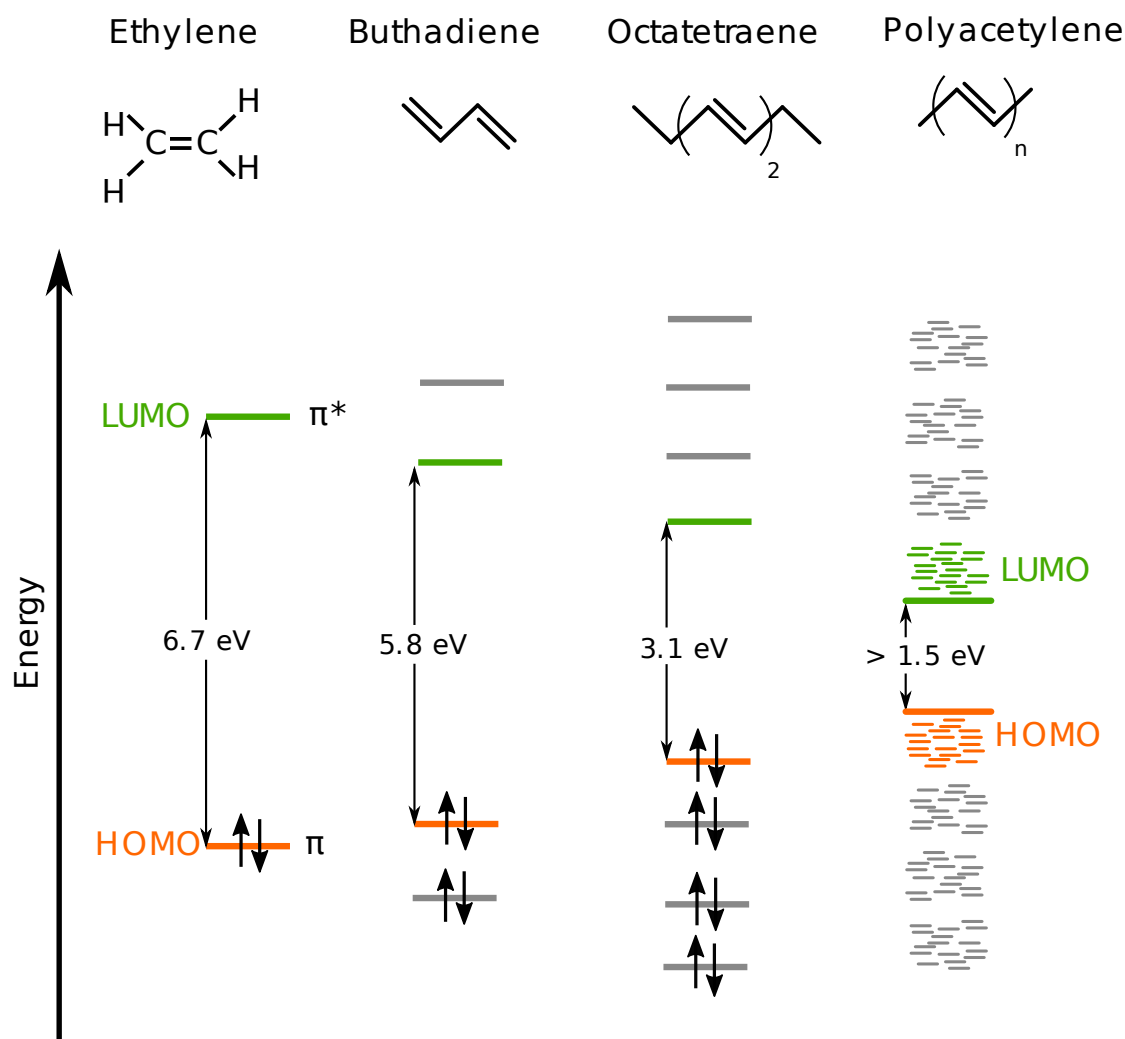 Ethylene Buthadiene Octatetraene Polyacetylene
H H
C=C
H H
2
n
LUMO π*
LUMO
Energy
6.7 eV 5.8 eV 3.1 eV > 1.5 eV
HOMO
HOMO π